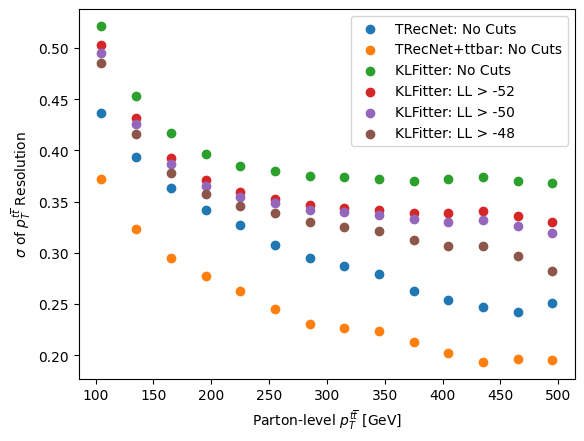 TRecNet: No Cuts
TRecNet+ttbar: No Cuts
KLFitter: No Cuts
KLFitter: LL > -52
KLFitter: LL > -50
KLFitter: LL > -48
σ of $p_T^{t\overline{t}}$ Resolution
0.50
0.45
0.40
0.35
0.30
0.25
0.20
100 150 200 250 300 350 400 450 500
Parton-level $p_T^{t\overline{t}}$ [GeV]